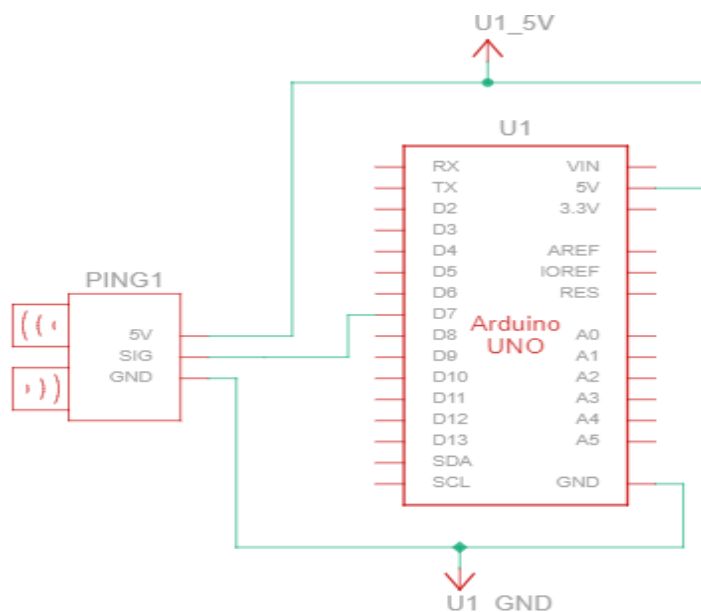 U1_5V
U1
RX VIN
TX 5V
D2 3.3V
D3
D4 AREF
D5 IOREF
D6 RES
D7
D8 A0
D9 A1
D10 A2
D11 A3
D12 A4
D13 A5
SDA
SCL GND
Arduino
UNO
PING1
5V
SIG
GND
U1_GND